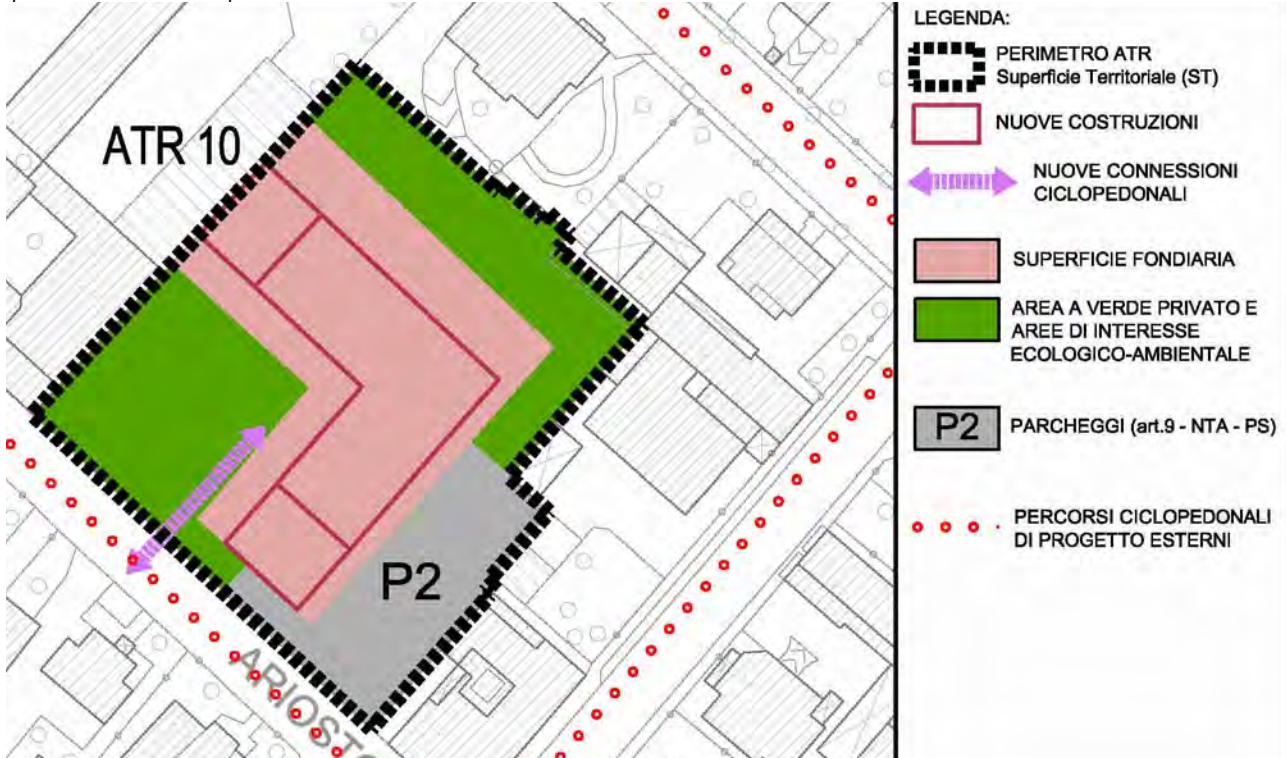 ATR 10
P2
ARIOSTO
LEGENDA:
PERIMETRO ATR
Superficie Territoriale (ST)
NUOVE COSTRUZIONI
NUOVE CONNESSIONI
CICLOPEDONALI
SUPERFICIE FONDIARIA
AREA A VERDE PRIVATO E
AREE DI INTERESSE
ECOLOGICO-AMBIENTALE
P2
PARCHEGGI (art.9 - NTA - PS)
PERCORSI CICLOPEDONALI
DI PROGETTO ESTERNI